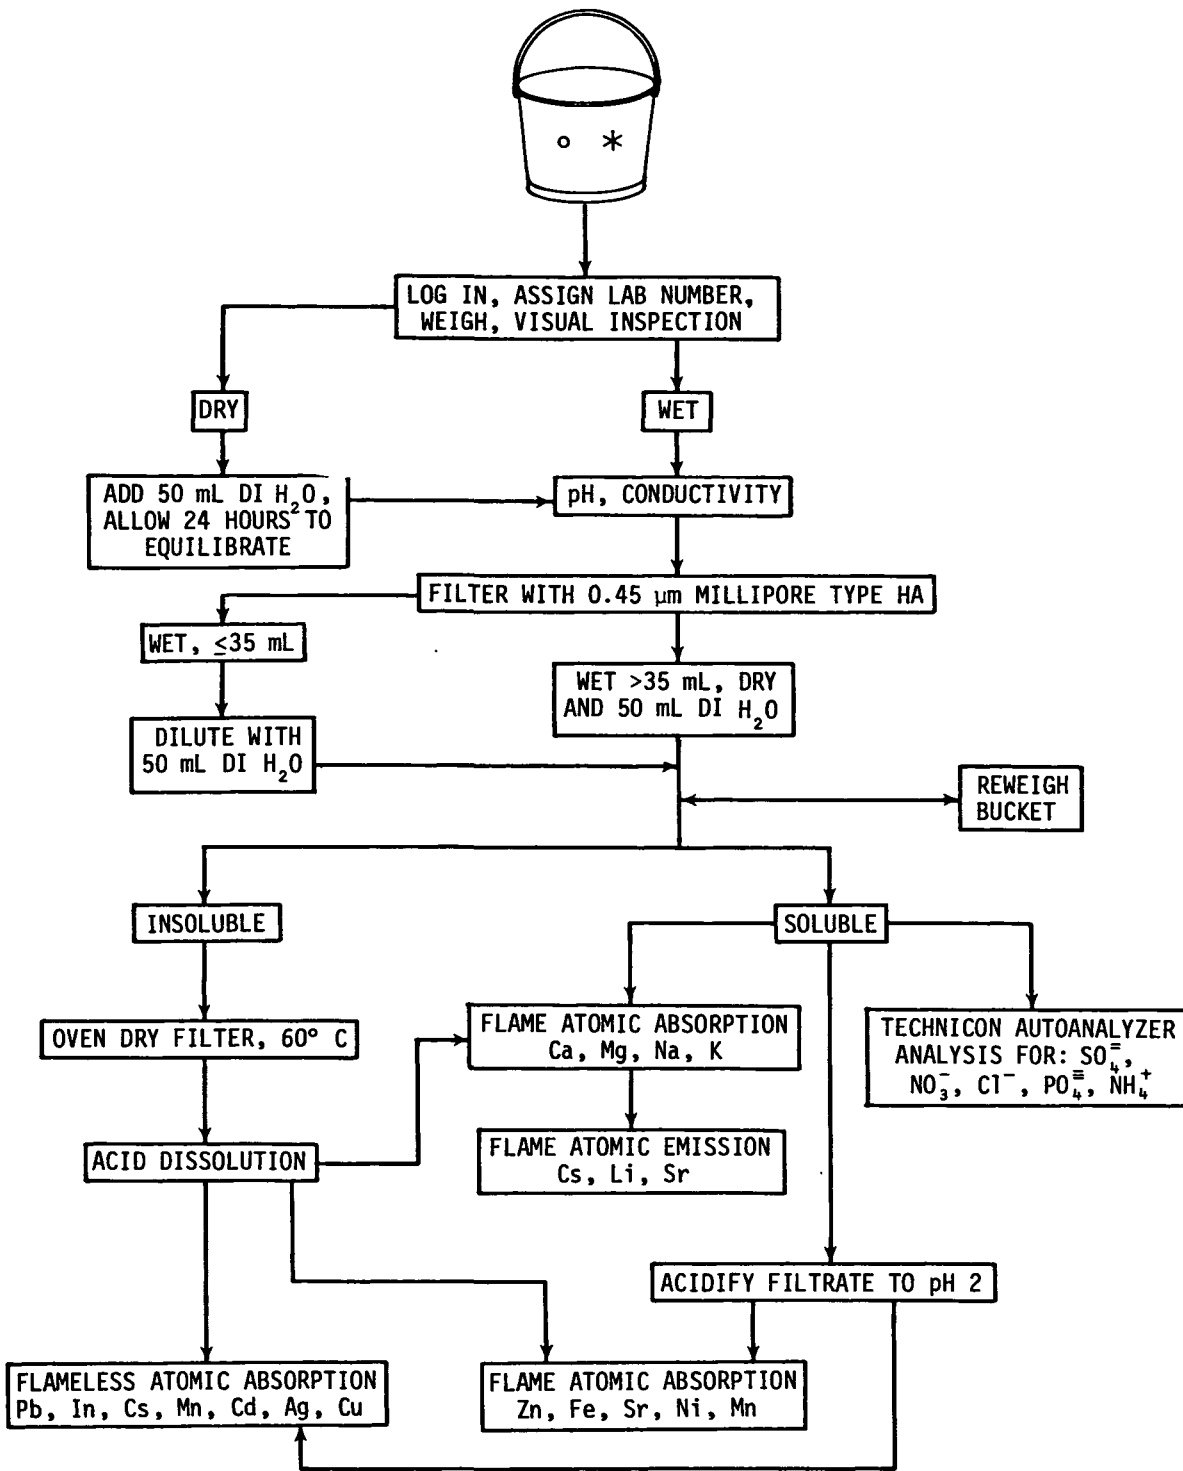 LOG IN, ASSIGN LAB NUMBER,
WEIGH, VISUAL INSPECTION
DRY
WET
ADD 50 mL DI H₂O,
ALLOW 24 HOURS TO
EQUILIBRATE
pH, CONDUCTIVITY
FILTER WITH 0.45 µm MILLIPORE TYPE HA
WET, ≤35 mL
WET >35 mL, DRY
AND 50 mL DI H₂O
DILUTE WITH
50 mL DI H₂O
REWEIGH
BUCKET
INSOLUBLE
SOLUBLE
OVEN DRY FILTER, 60° C
FLAME ATOMIC ABSORPTION
Ca, Mg, Na, K
TECHNICON AUTOANALYZER
ANALYSIS FOR: SO₄⁼,
NO₃⁻, Cl⁻, PO₄≡, NH₄⁺
ACID DISSOLUTION
FLAME ATOMIC EMISSION
Cs, Li, Sr
ACIDIFY FILTRATE TO pH 2
FLAMELESS ATOMIC ABSORPTION
Pb, In, Cs, Mn, Cd, Ag, Cu
FLAME ATOMIC ABSORPTION
Zn, Fe, Sr, Ni, Mn